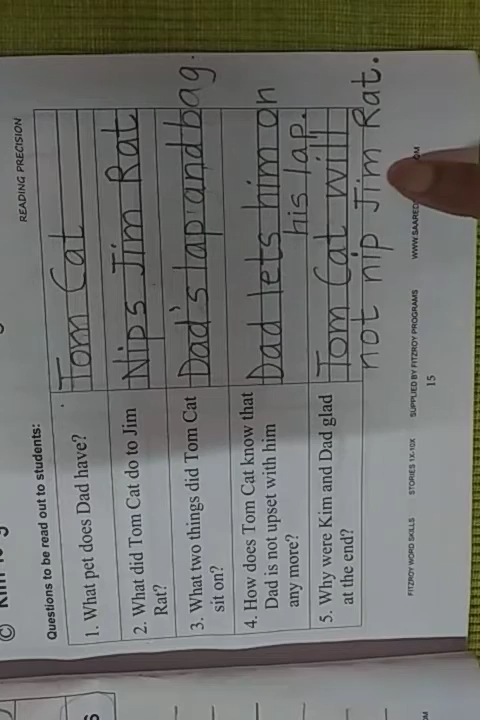 READING PRECISION
Questions to be read out to students:
1. What pet does Dad have?
Tom Cat
2. What did Tom Cat do to Jim
Rat?
Nips Jim Rat
3. What two things did Tom Cat
sit on?
Dad's lap and bag.
4. How does Tom Cat know that
Dad is not upset with him
any more?
Dad lets him on
his lap.
5. Why were Kim and Dad glad
at the end?
Tom Cat will
not nip Jim Rat.
FITZROY WORD SKILLS STORIES 1X-10X SUPPLIED BY FITZROY PROGRAMS
15